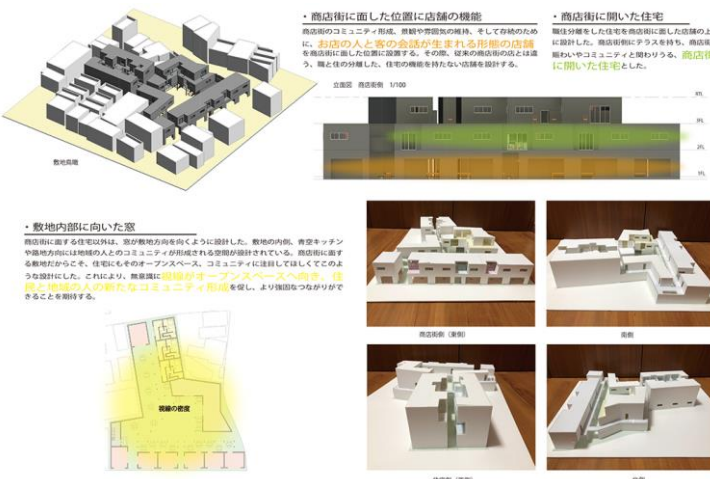 ・商店街に面した位置に店舗の機能
商店街のコミュニティ形成、景観や雰囲気の維持、そして存続のため
に、お店の人と客の会話が生まれる形態の店舗
を商店街に面した位置に設置する。その際、従来の商店街の店とは違
う、職と住の分離した、住宅の機能を持たない店舗を設計する。
・商店街に開いた住宅
職住分離をした住宅を商店街に面した店舗の上
に設計した。商店街側にテラスを持ち、商店街
賑わいやコミュニティと関わりうる、商店街
に開いた住宅とした。
立面図 商店街側 1/100
敷地鳥瞰
・敷地内部に向いた窓
商店街に面する住宅以外は、窓が敷地方向を向くように設計した。敷地の内側、青空キッチン
や路地方向には地域の人とのコミュニティが形成される空間が設計されている。商店街に面す
る敷地だからこそ、住宅にもそのオープンスペース、コミュニティに注目してほしくてこのよ
うな設計にした。これにより、無意識に視線がオープンスペースへ向き、住
民と地域の人の新たなコミュニティ形成を促し、より強固なつながりがで
きることを期待する。
視線の密度
商店街側（東側）
南側